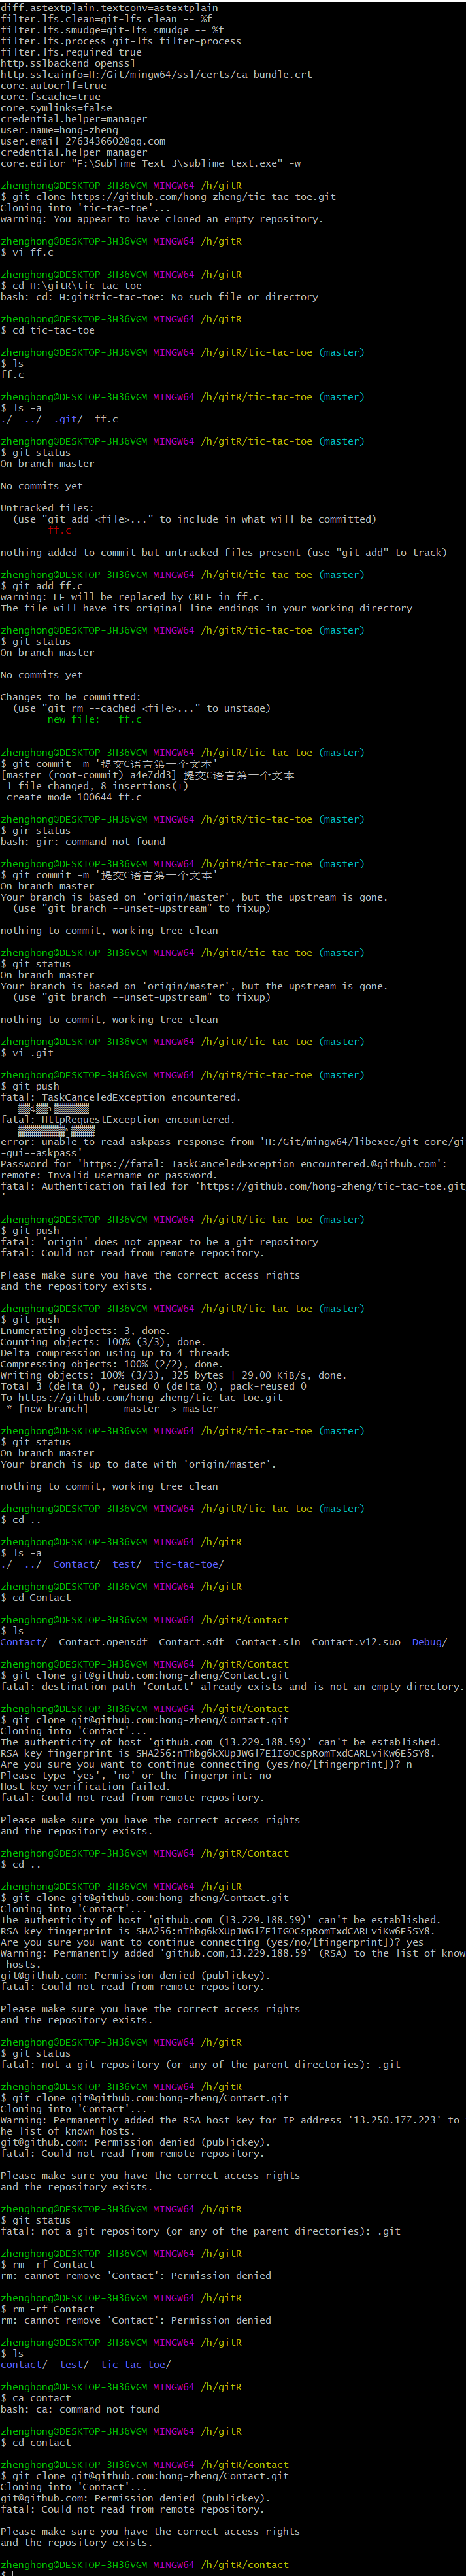 diff.astextplain.textconv=astextplain
filter.lfs.clean=git-lfs clean -- %f
filter.lfs.smudge=git-lfs smudge -- %f
filter.lfs.process=git-lfs filter-process
filter.lfs.required=true
http.sslbackend=openssl
http.sslcainfo=H:/Git/mingw64/ssl/certs/ca-bundle.crt
core.autocrlf=true
core.fscache=true
core.symlinks=false
credential.helper=manager
user.name=hong-zheng
user.email=2763436602@qq.com
credential.helper=manager
core.editor="F:\Sublime Text 3\sublime_text.exe" -w
zhenghong@DESKTOP-3H36VGM MINGW64 /h/gitR
$ git clone https://github.com/hong-zheng/tic-tac-toe.git
Cloning into 'tic-tac-toe'...
warning: You appear to have cloned an empty repository.
zhenghong@DESKTOP-3H36VGM MINGW64 /h/gitR
$ vi ff.c
zhenghong@DESKTOP-3H36VGM MINGW64 /h/gitR
$ cd H:\gitR\tic-tac-toe
bash: cd: H:gitRtic-tac-toe: No such file or directory
zhenghong@DESKTOP-3H36VGM MINGW64 /h/gitR
$ cd tic-tac-toe
zhenghong@DESKTOP-3H36VGM MINGW64 /h/gitR/tic-tac-toe (master)
$ ls
ff.c
zhenghong@DESKTOP-3H36VGM MINGW64 /h/gitR/tic-tac-toe (master)
$ ls -a
./  ../  .git/  ff.c
zhenghong@DESKTOP-3H36VGM MINGW64 /h/gitR/tic-tac-toe (master)
$ git status
On branch master
No commits yet
Untracked files:
(use "git add <file>..." to include in what will be committed)
ff.c
nothing added to commit but untracked files present (use "git add" to track)
zhenghong@DESKTOP-3H36VGM MINGW64 /h/gitR/tic-tac-toe (master)
$ git add ff.c
warning: LF will be replaced by CRLF in ff.c.
The file will have its original line endings in your working directory
zhenghong@DESKTOP-3H36VGM MINGW64 /h/gitR/tic-tac-toe (master)
$ git status
On branch master
No commits yet
Changes to be committed:
(use "git rm --cached <file>..." to unstage)
new file:   ff.c
zhenghong@DESKTOP-3H36VGM MINGW64 /h/gitR/tic-tac-toe (master)
$ git commit -m '提交C语言第一个文本'
[master (root-commit) a4e7dd3] 提交C语言第一个文本
1 file changed, 8 insertions(+)
create mode 100644 ff.c
zhenghong@DESKTOP-3H36VGM MINGW64 /h/gitR/tic-tac-toe (master)
$ gir status
bash: gir: command not found
zhenghong@DESKTOP-3H36VGM MINGW64 /h/gitR/tic-tac-toe (master)
$ git commit -m '提交C语言第一个文本'
On branch master
Your branch is based on 'origin/master', but the upstream is gone.
(use "git branch --unset-upstream" to fixup)
nothing to commit, working tree clean
zhenghong@DESKTOP-3H36VGM MINGW64 /h/gitR/tic-tac-toe (master)
$ git status
On branch master
Your branch is based on 'origin/master', but the upstream is gone.
(use "git branch --unset-upstream" to fixup)
nothing to commit, working tree clean
zhenghong@DESKTOP-3H36VGM MINGW64 /h/gitR/tic-tac-toe (master)
$ vi .git
zhenghong@DESKTOP-3H36VGM MINGW64 /h/gitR/tic-tac-toe (master)
$ git push
fatal: TaskCanceledException encountered.
fatal: HttpRequestException encountered.
error: unable to read askpass response from 'H:/Git/mingw64/libexec/git-core/gi
-gui--askpass'
Password for 'https://fatal: TaskCanceledException encountered.@github.com':
remote: Invalid username or password.
fatal: Authentication failed for 'https://github.com/hong-zheng/tic-tac-toe.git
'
zhenghong@DESKTOP-3H36VGM MINGW64 /h/gitR/tic-tac-toe (master)
$ git push
fatal: 'origin' does not appear to be a git repository
fatal: Could not read from remote repository.
Please make sure you have the correct access rights
and the repository exists.
zhenghong@DESKTOP-3H36VGM MINGW64 /h/gitR/tic-tac-toe (master)
$ git push
Enumerating objects: 3, done.
Counting objects: 100% (3/3), done.
Delta compression using up to 4 threads
Compressing objects: 100% (2/2), done.
Writing objects: 100% (3/3), 325 bytes | 29.00 KiB/s, done.
Total 3 (delta 0), reused 0 (delta 0), pack-reused 0
To https://github.com/hong-zheng/tic-tac-toe.git
* [new branch]      master -> master
zhenghong@DESKTOP-3H36VGM MINGW64 /h/gitR/tic-tac-toe (master)
$ git status
On branch master
Your branch is up to date with 'origin/master'.
nothing to commit, working tree clean
zhenghong@DESKTOP-3H36VGM MINGW64 /h/gitR/tic-tac-toe (master)
$ cd ..
zhenghong@DESKTOP-3H36VGM MINGW64 /h/gitR
$ ls -a
./  ../  Contact/  test/  tic-tac-toe/
zhenghong@DESKTOP-3H36VGM MINGW64 /h/gitR
$ cd Contact
zhenghong@DESKTOP-3H36VGM MINGW64 /h/gitR/Contact
$ ls
Contact/  Contact.opensdf  Contact.sdf  Contact.sln  Contact.v12.suo  Debug/
zhenghong@DESKTOP-3H36VGM MINGW64 /h/gitR/Contact
$ git clone git@github.com:hong-zheng/Contact.git
fatal: destination path 'Contact' already exists and is not an empty directory.
zhenghong@DESKTOP-3H36VGM MINGW64 /h/gitR/Contact
$ git clone git@github.com:hong-zheng/Contact.git
Cloning into 'Contact'...
The authenticity of host 'github.com (13.229.188.59)' can't be established.
RSA key fingerprint is SHA256:nThbg6kXUpJWGl7E1IGOCspRomTxdCARLviKw6E5SY8.
Are you sure you want to continue connecting (yes/no/[fingerprint])? n
Please type 'yes', 'no' or the fingerprint: no
Host key verification failed.
fatal: Could not read from remote repository.
Please make sure you have the correct access rights
and the repository exists.
zhenghong@DESKTOP-3H36VGM MINGW64 /h/gitR/Contact
$ cd ..
zhenghong@DESKTOP-3H36VGM MINGW64 /h/gitR
$ git clone git@github.com:hong-zheng/Contact.git
Cloning into 'Contact'...
The authenticity of host 'github.com (13.229.188.59)' can't be established.
RSA key fingerprint is SHA256:nThbg6kXUpJWGl7E1IGOCspRomTxdCARLviKw6E5SY8.
Are you sure you want to continue connecting (yes/no/[fingerprint])? yes
Warning: Permanently added 'github.com,13.229.188.59' (RSA) to the list of know
hosts.
git@github.com: Permission denied (publickey).
fatal: Could not read from remote repository.
Please make sure you have the correct access rights
and the repository exists.
zhenghong@DESKTOP-3H36VGM MINGW64 /h/gitR
$ git status
fatal: not a git repository (or any of the parent directories): .git
zhenghong@DESKTOP-3H36VGM MINGW64 /h/gitR
$ git clone git@github.com:hong-zheng/Contact.git
Cloning into 'Contact'...
Warning: Permanently added the RSA host key for IP address '13.250.177.223' to
he list of known hosts.
git@github.com: Permission denied (publickey).
fatal: Could not read from remote repository.
Please make sure you have the correct access rights
and the repository exists.
zhenghong@DESKTOP-3H36VGM MINGW64 /h/gitR
$ git status
fatal: not a git repository (or any of the parent directories): .git
zhenghong@DESKTOP-3H36VGM MINGW64 /h/gitR
$ rm -rf Contact
rm: cannot remove 'Contact': Permission denied
zhenghong@DESKTOP-3H36VGM MINGW64 /h/gitR
$ rm -rf Contact
rm: cannot remove 'Contact': Permission denied
zhenghong@DESKTOP-3H36VGM MINGW64 /h/gitR
$ ls
contact/  test/  tic-tac-toe/
zhenghong@DESKTOP-3H36VGM MINGW64 /h/gitR
$ ca contact
bash: ca: command not found
zhenghong@DESKTOP-3H36VGM MINGW64 /h/gitR
$ cd contact
zhenghong@DESKTOP-3H36VGM MINGW64 /h/gitR/contact
$ git clone git@github.com:hong-zheng/Contact.git
Cloning into 'Contact'...
git@github.com: Permission denied (publickey).
fatal: Could not read from remote repository.
Please make sure you have the correct access rights
and the repository exists.
zhenghong@DESKTOP-3H36VGM MINGW64 /h/gitR/contact
$